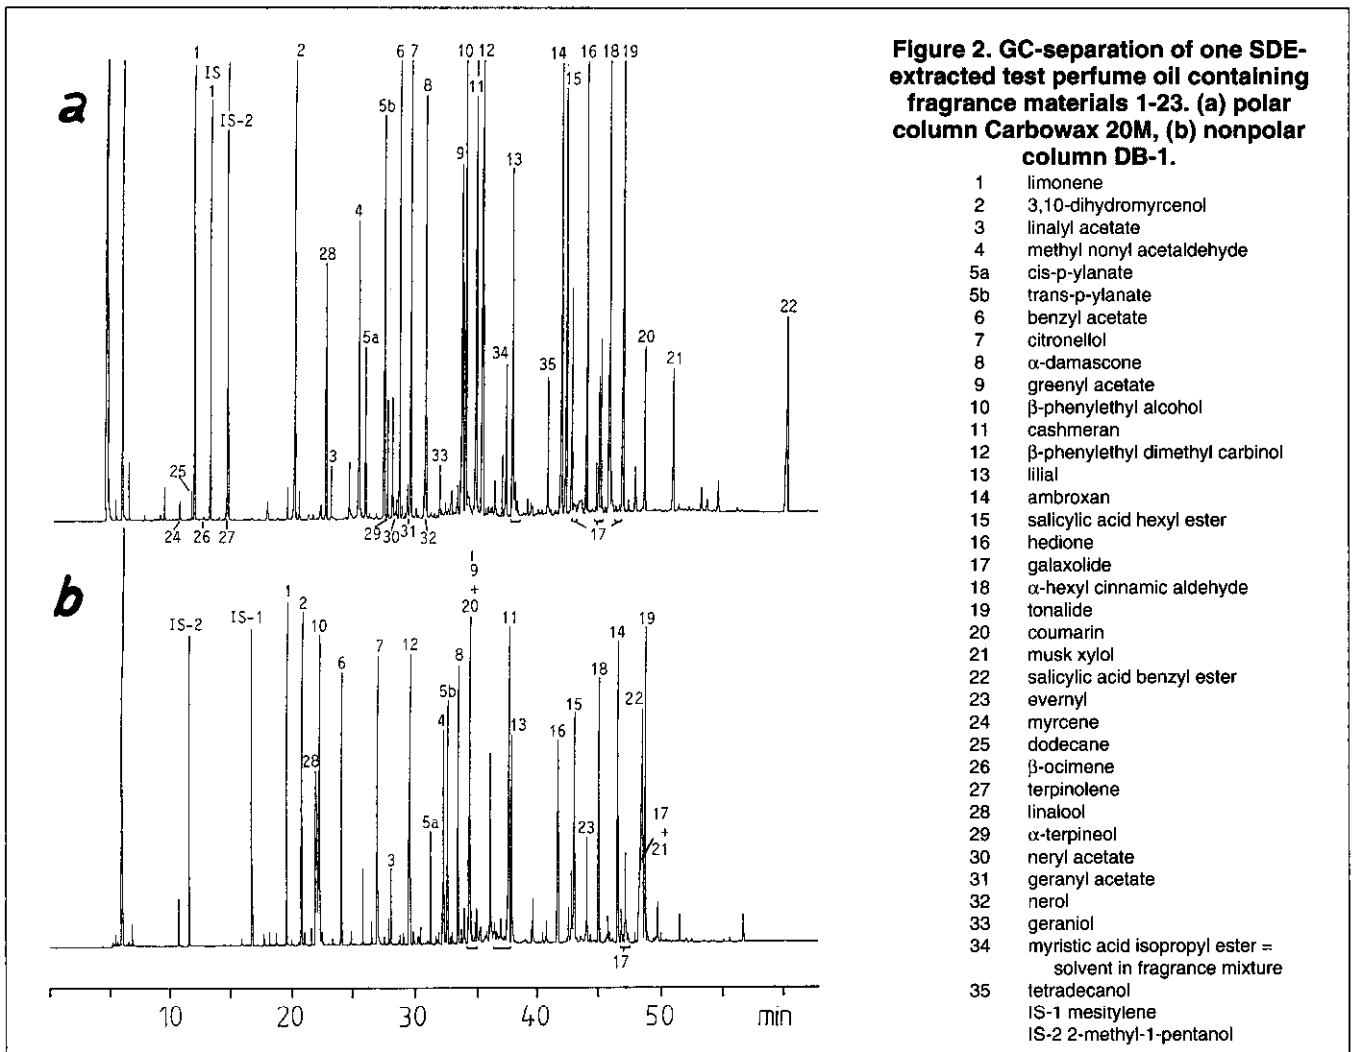 Figure 2. GC-separation of one SDE-
extracted test perfume oil containing
fragrance materials 1-23. (a) polar
column Carbowax 20M, (b) nonpolar
column DB-1.
1 limonene
2 3,10-dihydromyrcenol
3 linalyl acetate
4 methyl nonyl acetaldehyde
5a cis-p-ylanate
5b trans-p-ylanate
6 benzyl acetate
7 citronellol
8 α-damascone
9 greenyl acetate
10 β-phenylethyl alcohol
11 cashmeran
12 β-phenylethyl dimethyl carbinol
13 lilial
14 ambroxan
15 salicylic acid hexyl ester
16 hedione
17 galaxolide
18 α-hexyl cinnamic aldehyde
19 tonalide
20 coumarin
21 musk xylol
22 salicylic acid benzyl ester
23 evernyl
24 myrcene
25 dodecane
26 β-ocimene
27 terpinolene
28 linalool
29 α-terpineol
30 neryl acetate
31 geranyl acetate
32 nerol
33 geraniol
34 myristic acid isopropyl ester =
solvent in fragrance mixture
35 tetradecanol
IS-1 mesitylene
IS-2 2-methyl-1-pentanol
a
1 2 6 7 10 12 14 16 18 19
IS
1
IS-2
5b 8 11 15
9 13
4
28
22
5a 34 35 20 21
3 33
25
24 26 27 29 30 31 32 17
b
9
+
20
IS-2 IS-1 1 2 10 6 7 12 8 11 14 19
5b 18
4 13 16 15 22
28
5a 23 17
+
21
3
17
10 20 30 40 50 min